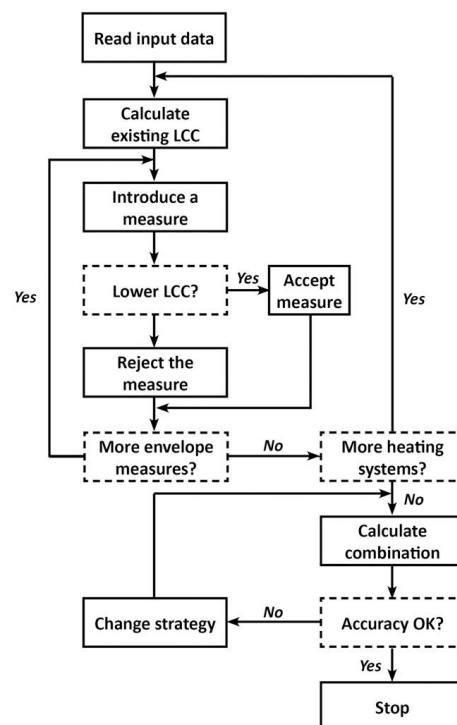 Read input data
Calculate
existing LCC
Introduce a
measure
Yes
Lower LCC?
Yes
Accept
measure
Yes
Reject the
measure
More envelope
measures?
No
More heating
systems?
No
Calculate
combination
Change strategy
No
Accuracy OK?
Yes
Stop